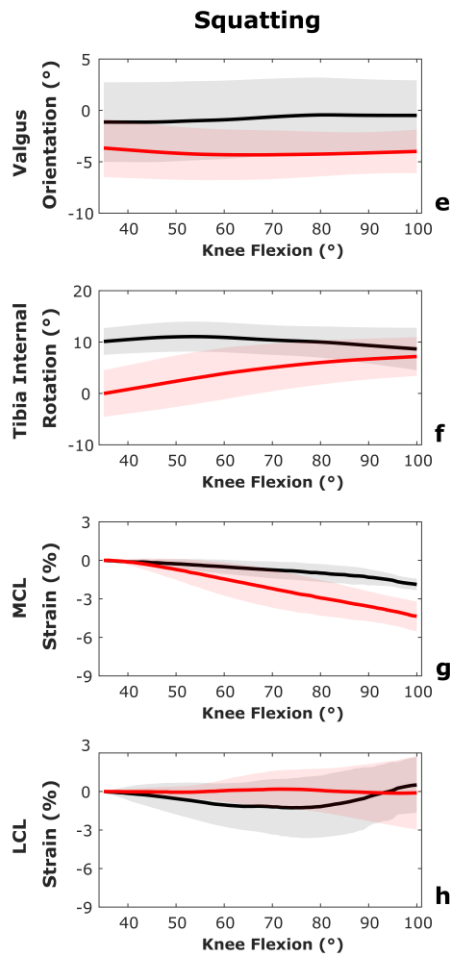 Squatting
Valgus
Orientation (°)
5
0
-5
-10
40 50 60 70 80 90 100
Knee Flexion (°)
e
Tibia Internal
Rotation (°)
20
10
0
-10
40 50 60 70 80 90 100
Knee Flexion (°)
f
MCL
Strain (%)
3
0
-3
-6
-9
40 50 60 70 80 90 100
Knee Flexion (°)
g
LCL
Strain (%)
3
0
-3
-6
-9
40 50 60 70 80 90 100
Knee Flexion (°)
h